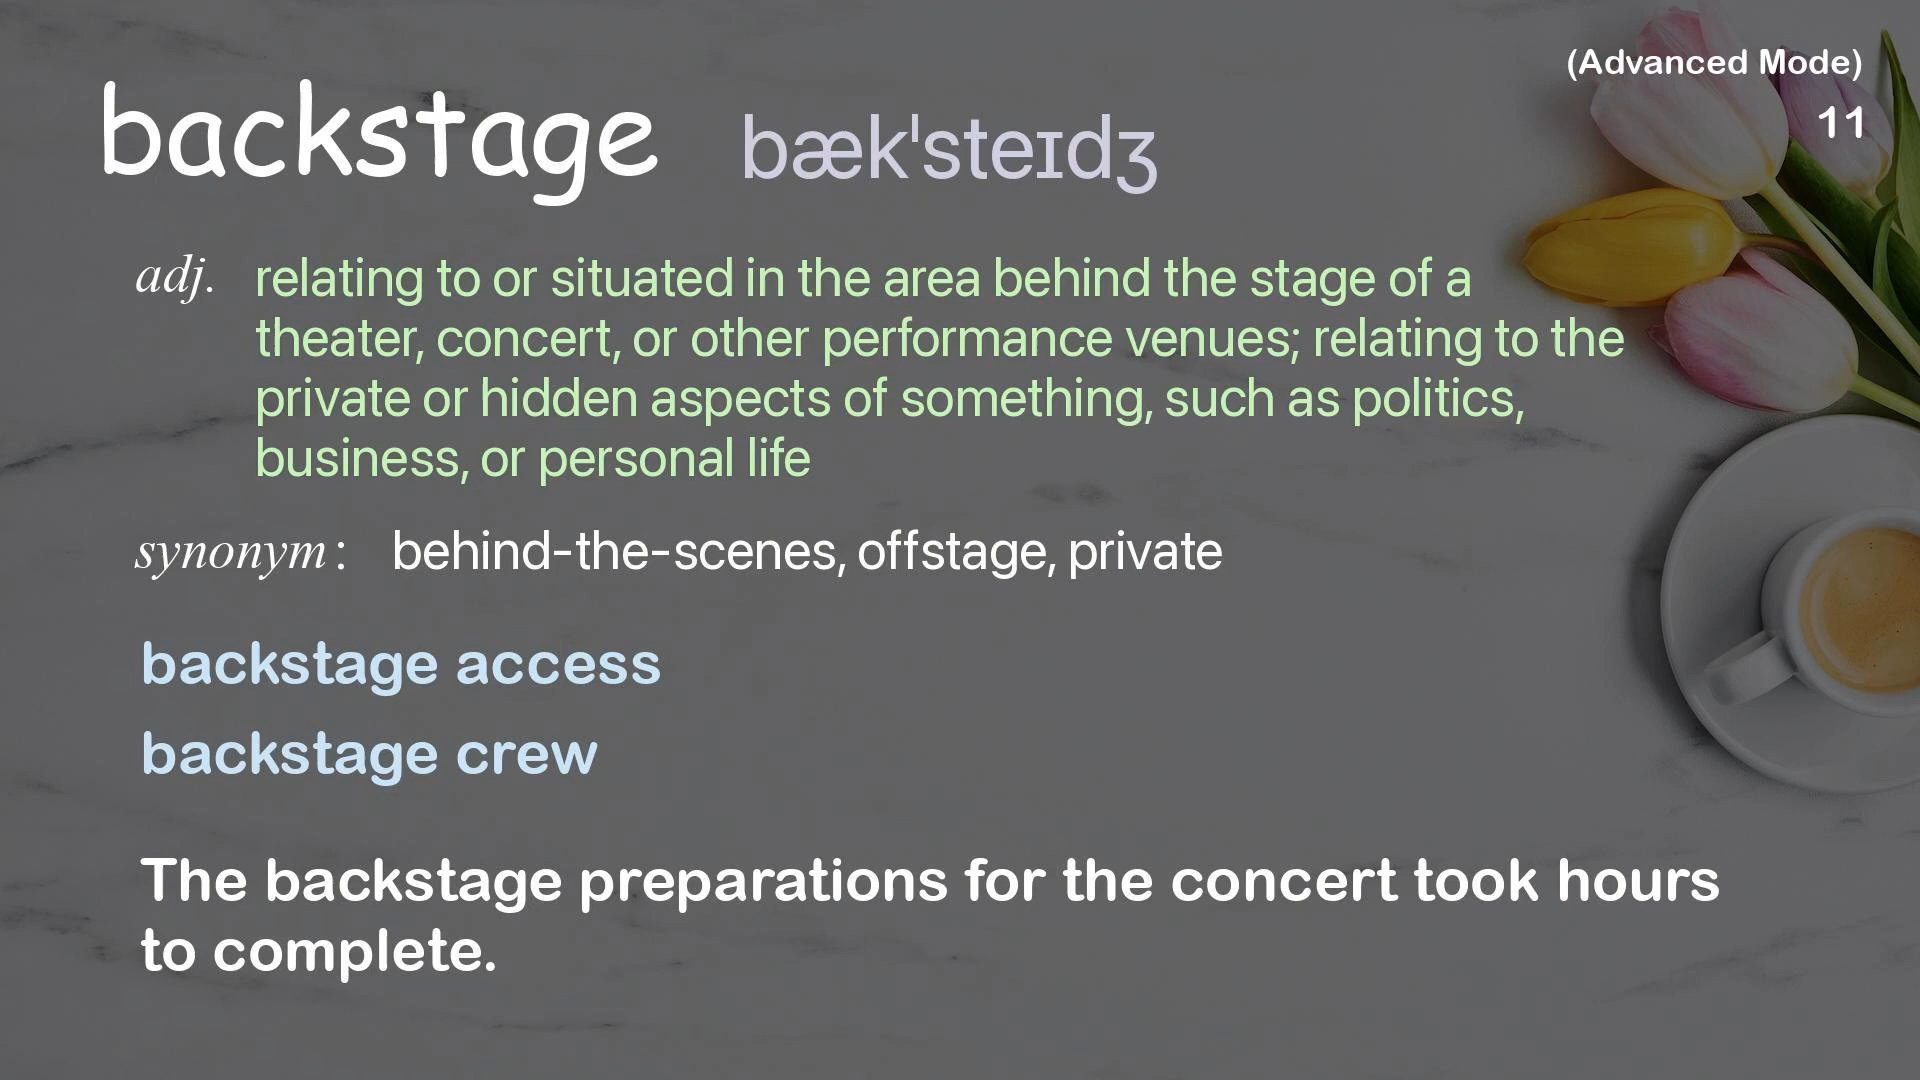 (Advanced Mode)
11
backstage bæk'steɪdʒ
adj. relating to or situated in the area behind the stage of a
theater, concert, or other performance venues; relating to the
private or hidden aspects of something, such as politics,
business, or personal life
synonym: behind-the-scenes, offstage, private
backstage access
backstage crew
The backstage preparations for the concert took hours
to complete.